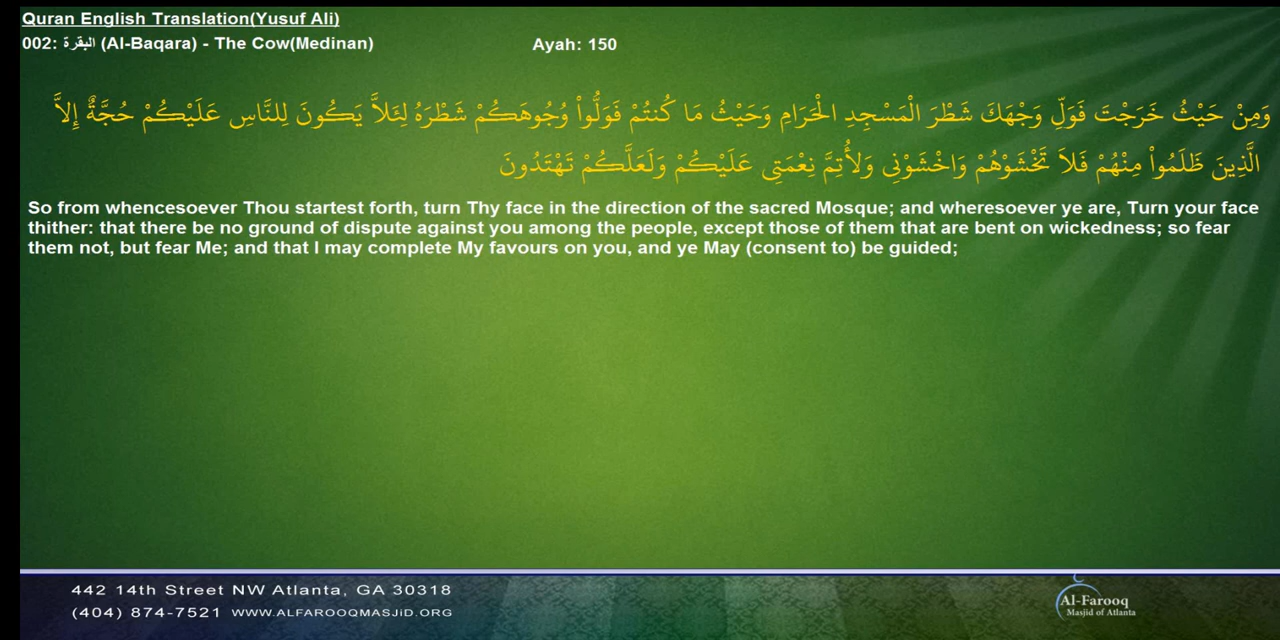 Quran English Translation(Yusuf Ali)
002: البقرة (Al-Baqara) - The Cow(Medinan)
Ayah: 150
وَمِنْ حَيْثُ خَرَجْتَ فَوَلِّ وَجْهَكَ شَطْرَ الْمَسْجِدِ الْحَرَامِ وَحَيْثُ مَا كُنتُمْ فَوَلُّواْ وُجُوهَكُمْ شَطْرَهُ لِئَلاَّ يَكُونَ لِلنَّاسِ عَلَيْكُمْ حُجَّةٌ إِلاَّ
الَّذِينَ ظَلَمُواْ مِنْهُمْ فَلاَ تَخْشَوْهُمْ وَاخْشَوْنِي وَلأُتِمَّ نِعْمَتِي عَلَيْكُمْ وَلَعَلَّكُمْ تَهْتَدُونَ
So from whencesoever Thou startest forth, turn Thy face in the direction of the sacred Mosque; and wheresoever ye are, Turn your face
thither: that there be no ground of dispute against you among the people, except those of them that are bent on wickedness; so fear
them not, but fear Me; and that I may complete My favours on you, and ye May (consent to) be guided;
442 14th Street NW Atlanta, GA 30318
(404) 874-7521 WWW.ALFAROOQMASJiD.ORG
Al-Farooq
Masjid of Atlanta